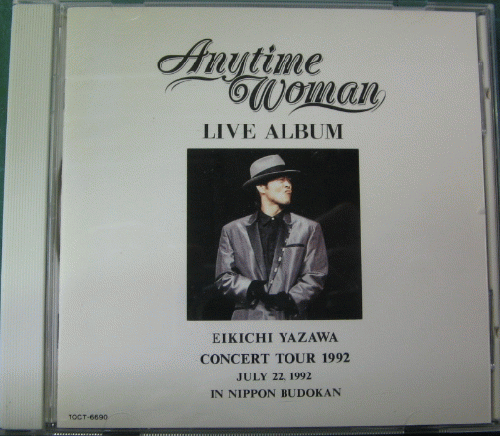 Anytime
Woman
LIVE ALBUM
EIKICHI YAZAWA
CONCERT TOUR 1992
JULY 22, 1992
IN NIPPON BUDOKAN
TOCT-6690